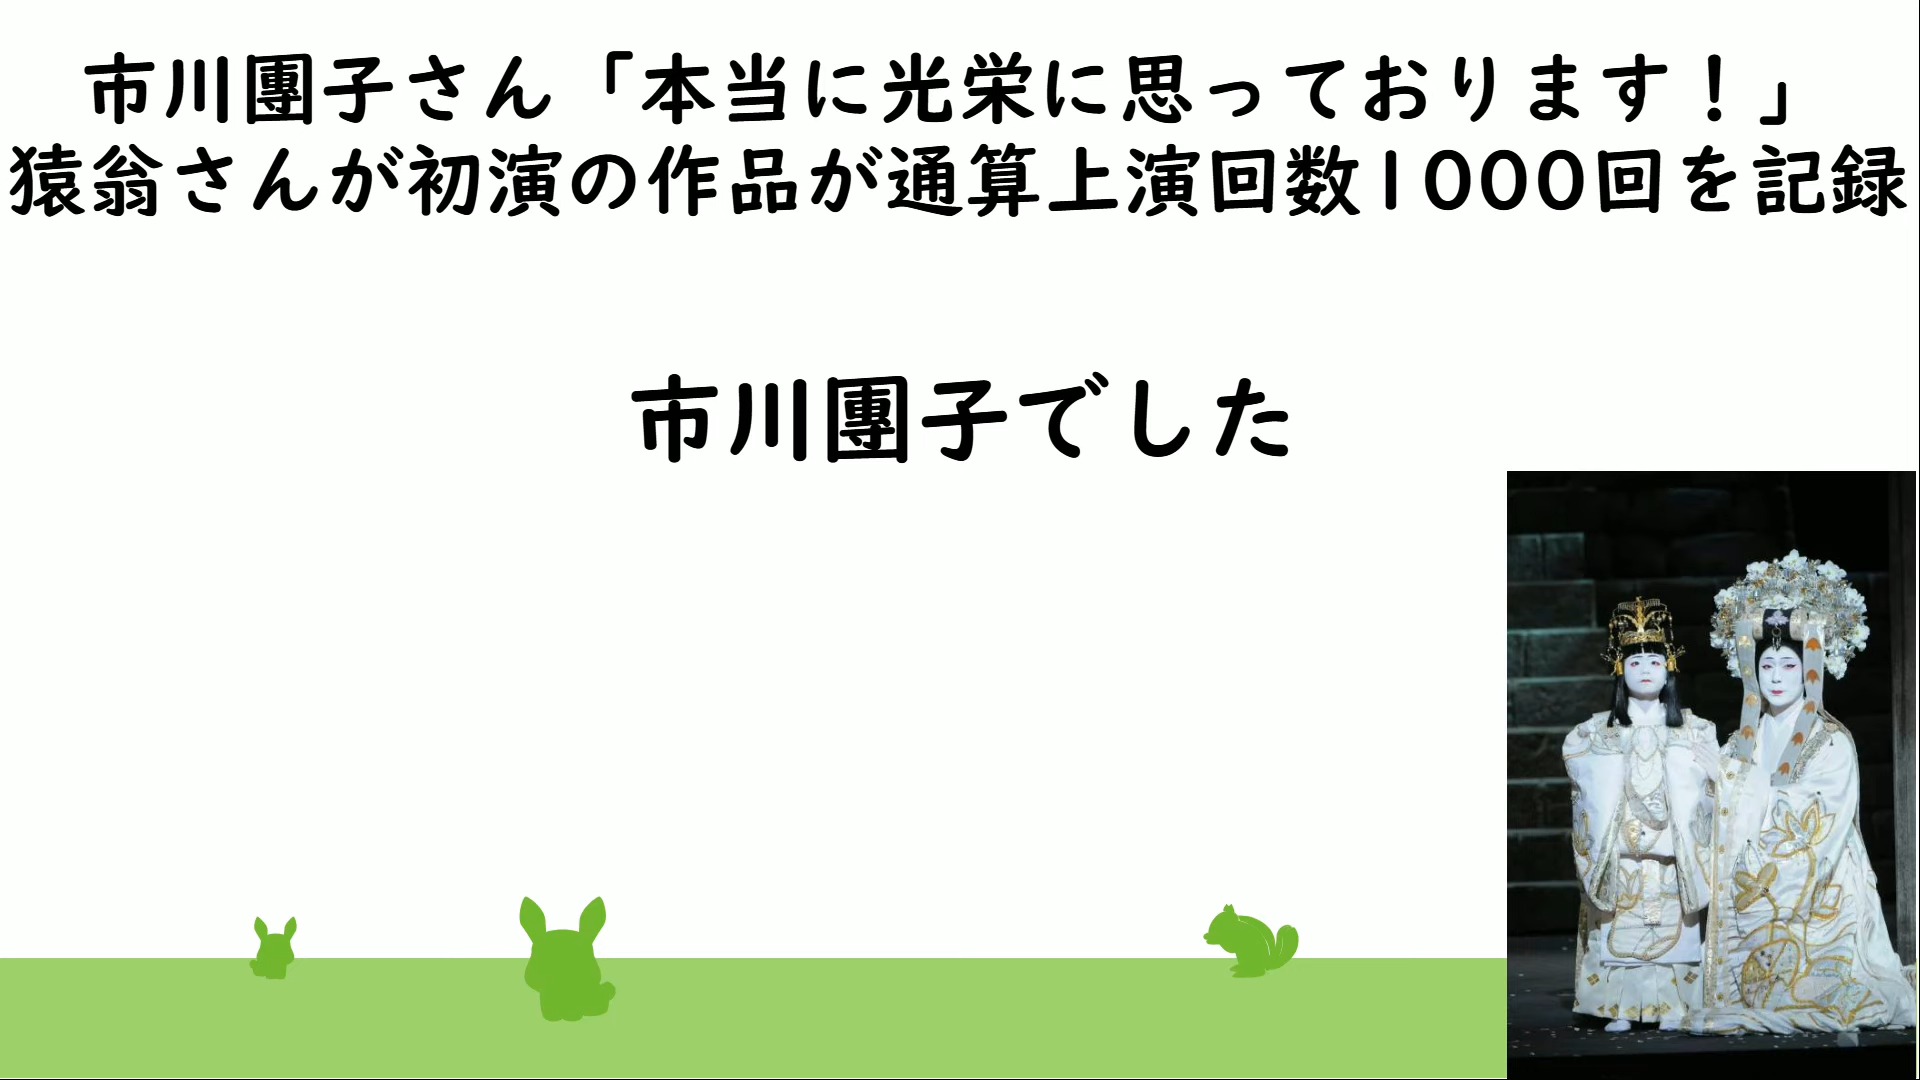 市川團子さん「本当に光栄に思っております！」
猿翁さんが初演の作品が通算上演回数1000回を記録
市川團子でした